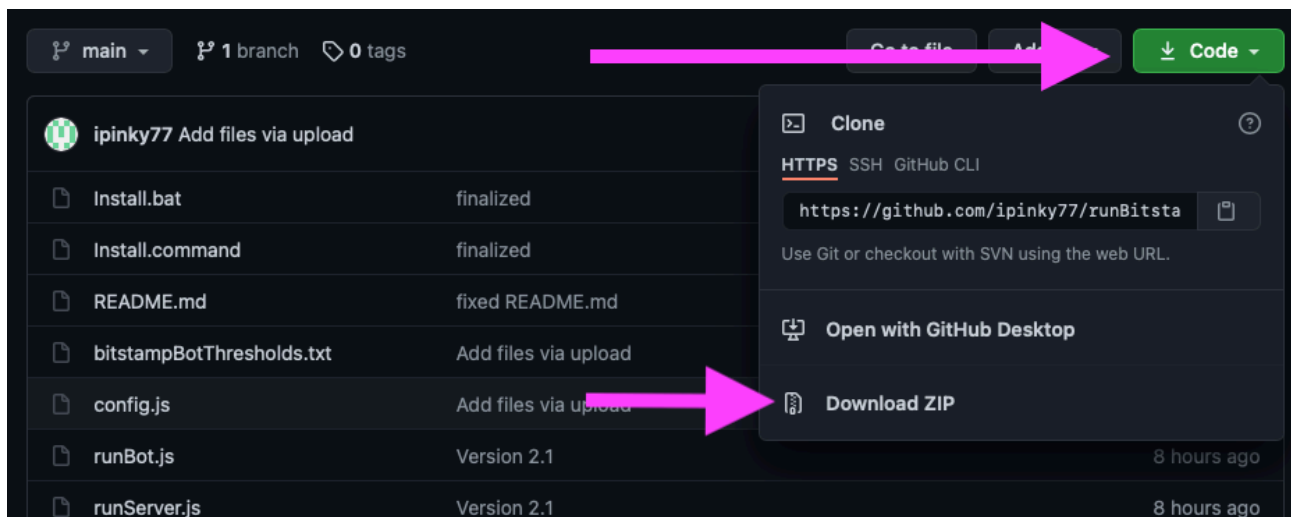 main 1 branch 0 tags Go to file Code
ipinky77 Add files via upload
Clone
HTTPS SSH GitHub CLI
https://github.com/ipinky77/runBitsta
Use Git or checkout with SVN using the web URL.
Open with GitHub Desktop
Download ZIP
Install.bat finalized
Install.command finalized
README.md fixed README.md
bitstampBotThresholds.txt Add files via upload
config.js Add files via upload
runBot.js Version 2.1 8 hours ago
runServer.js Version 2.1 8 hours ago